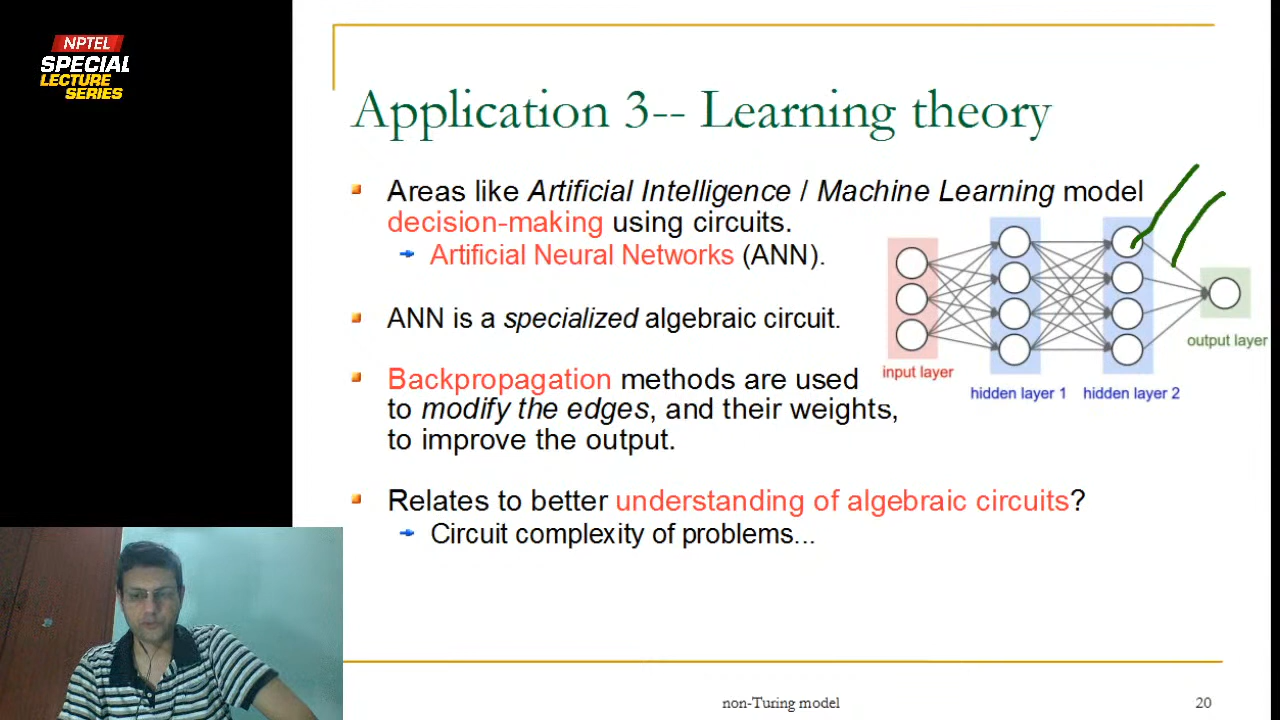 NPTEL
SPECIAL
LECTURE
SERIES
Application 3-- Learning theory
Areas like Artificial Intelligence / Machine Learning model
decision-making using circuits.
Artificial Neural Networks (ANN).
ANN is a specialized algebraic circuit.
Backpropagation methods are used
to modify the edges, and their weights,
to improve the output.
Relates to better understanding of algebraic circuits?
Circuit complexity of problems...
input layer
hidden layer 1
hidden layer 2
output layer
non-Turing model
20